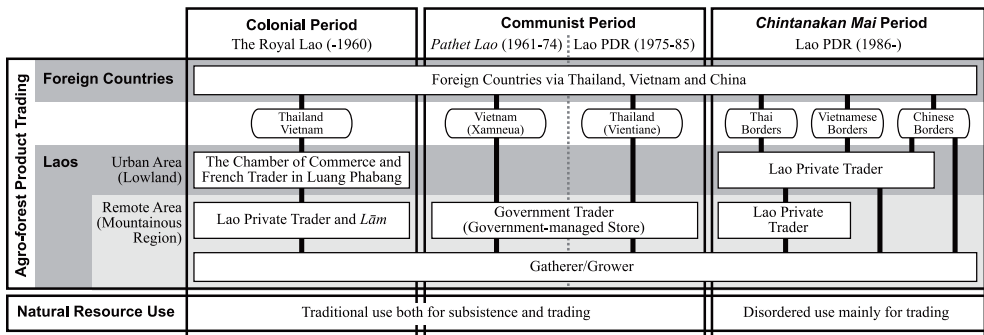 Colonial Period
The Royal Lao (-1960)
Communist Period
Pathet Lao (1961-74)
Lao PDR (1975-85)
Chintanakan Mai Period
Lao PDR (1986-)
Agro-forest Product Trading
Foreign Countries
Foreign Countries via Thailand, Vietnam and China
Thailand
Vietnam
Vietnam
(Xamneua)
Thailand
(Vientiane)
Thai
Borders
Vietnamese
Borders
Chinese
Borders
Laos
Urban Area
(Lowland)
The Chamber of Commerce and
French Trader in Luang Phabang
Lao Private Trader
Remote Area
(Mountainous
Region)
Lao Private Trader and Lām
Government Trader
(Government-managed Store)
Lao Private
Trader
Gatherer/Grower
Natural Resource Use
Traditional use both for subsistence and trading
Disordered use mainly for trading